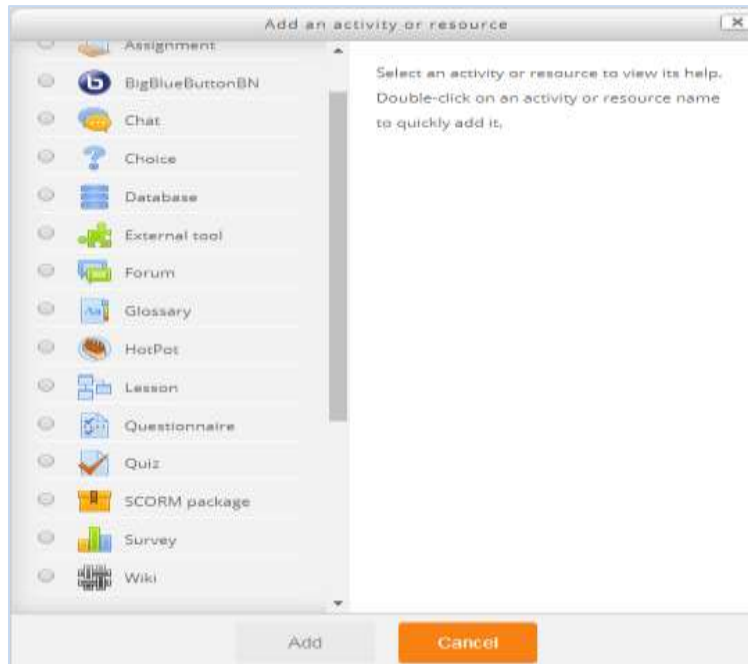 Add an activity or resource
Assignment
BigBlueButtonBN
Chat
Choice
Database
External tool
Forum
Glossary
HotPot
Lesson
Questionnaire
Quiz
SCORM package
Survey
Wiki
Select an activity or resource to view its help.
Double-click on an activity or resource name
to quickly add it.
Add
Cancel